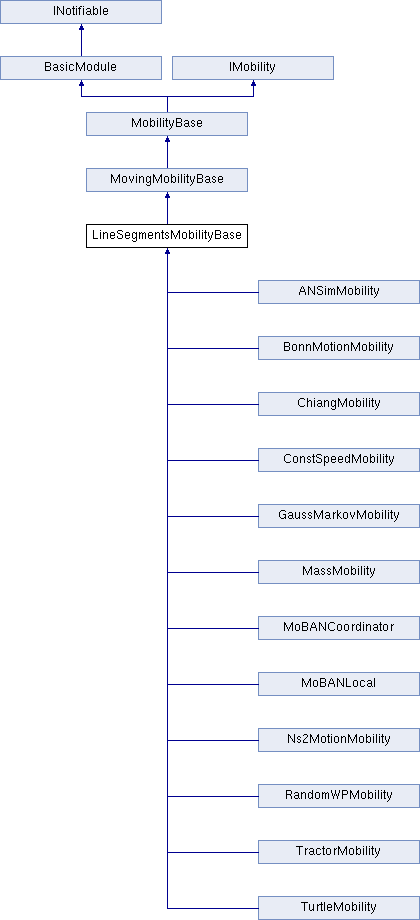 INotifiable
BasicModule
IMobility
MobilityBase
MovingMobilityBase
LineSegmentsMobilityBase
ANSimMobility
BonnMotionMobility
ChiangMobility
ConstSpeedMobility
GaussMarkovMobility
MassMobility
MoBANCoordinator
MoBANLocal
Ns2MotionMobility
RandomWPMobility
TractorMobility
TurtleMobility